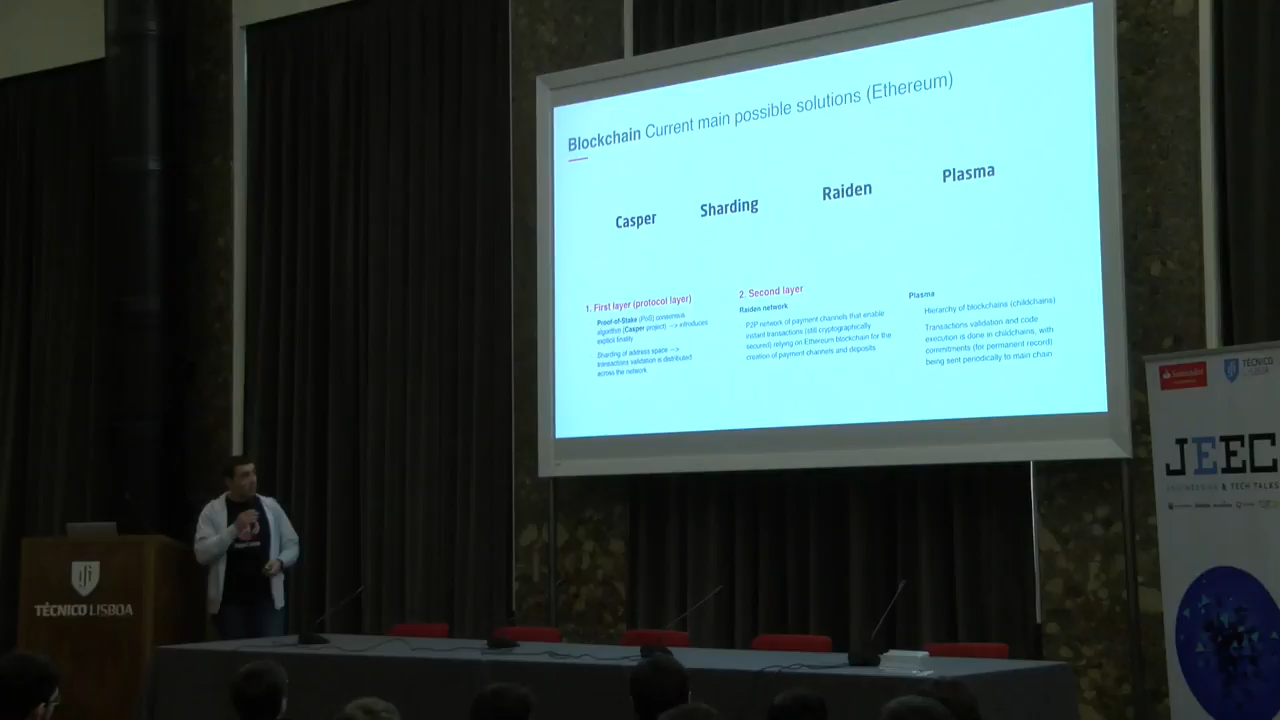 Blockchain Current main possible solutions (Ethereum)
Casper
Sharding
Raiden
Plasma
1. First layer (protocol layer)
Proof-of-Stake (PoS) consensus
algorithm (Casper project) --> introduces
explicit finality
Sharding of address space -->
transactions validation is distributed
across the network
2. Second layer
Raiden network
P2P network of payment channels that enable
instant transactions (still cryptographically
secured) relying on Ethereum blockchain for the
creation of payment channels and deposits
Plasma
Hierarchy of blockchains (childchains)
Transactions validation and code
execution is done in childchains, with
commitments (for permanent record)
being sent periodically to main chain
TÉCNICO LISBOA
Santander
TÉCNICO
LISBOA
JEEC
ENGINEERING & TECH TALKS